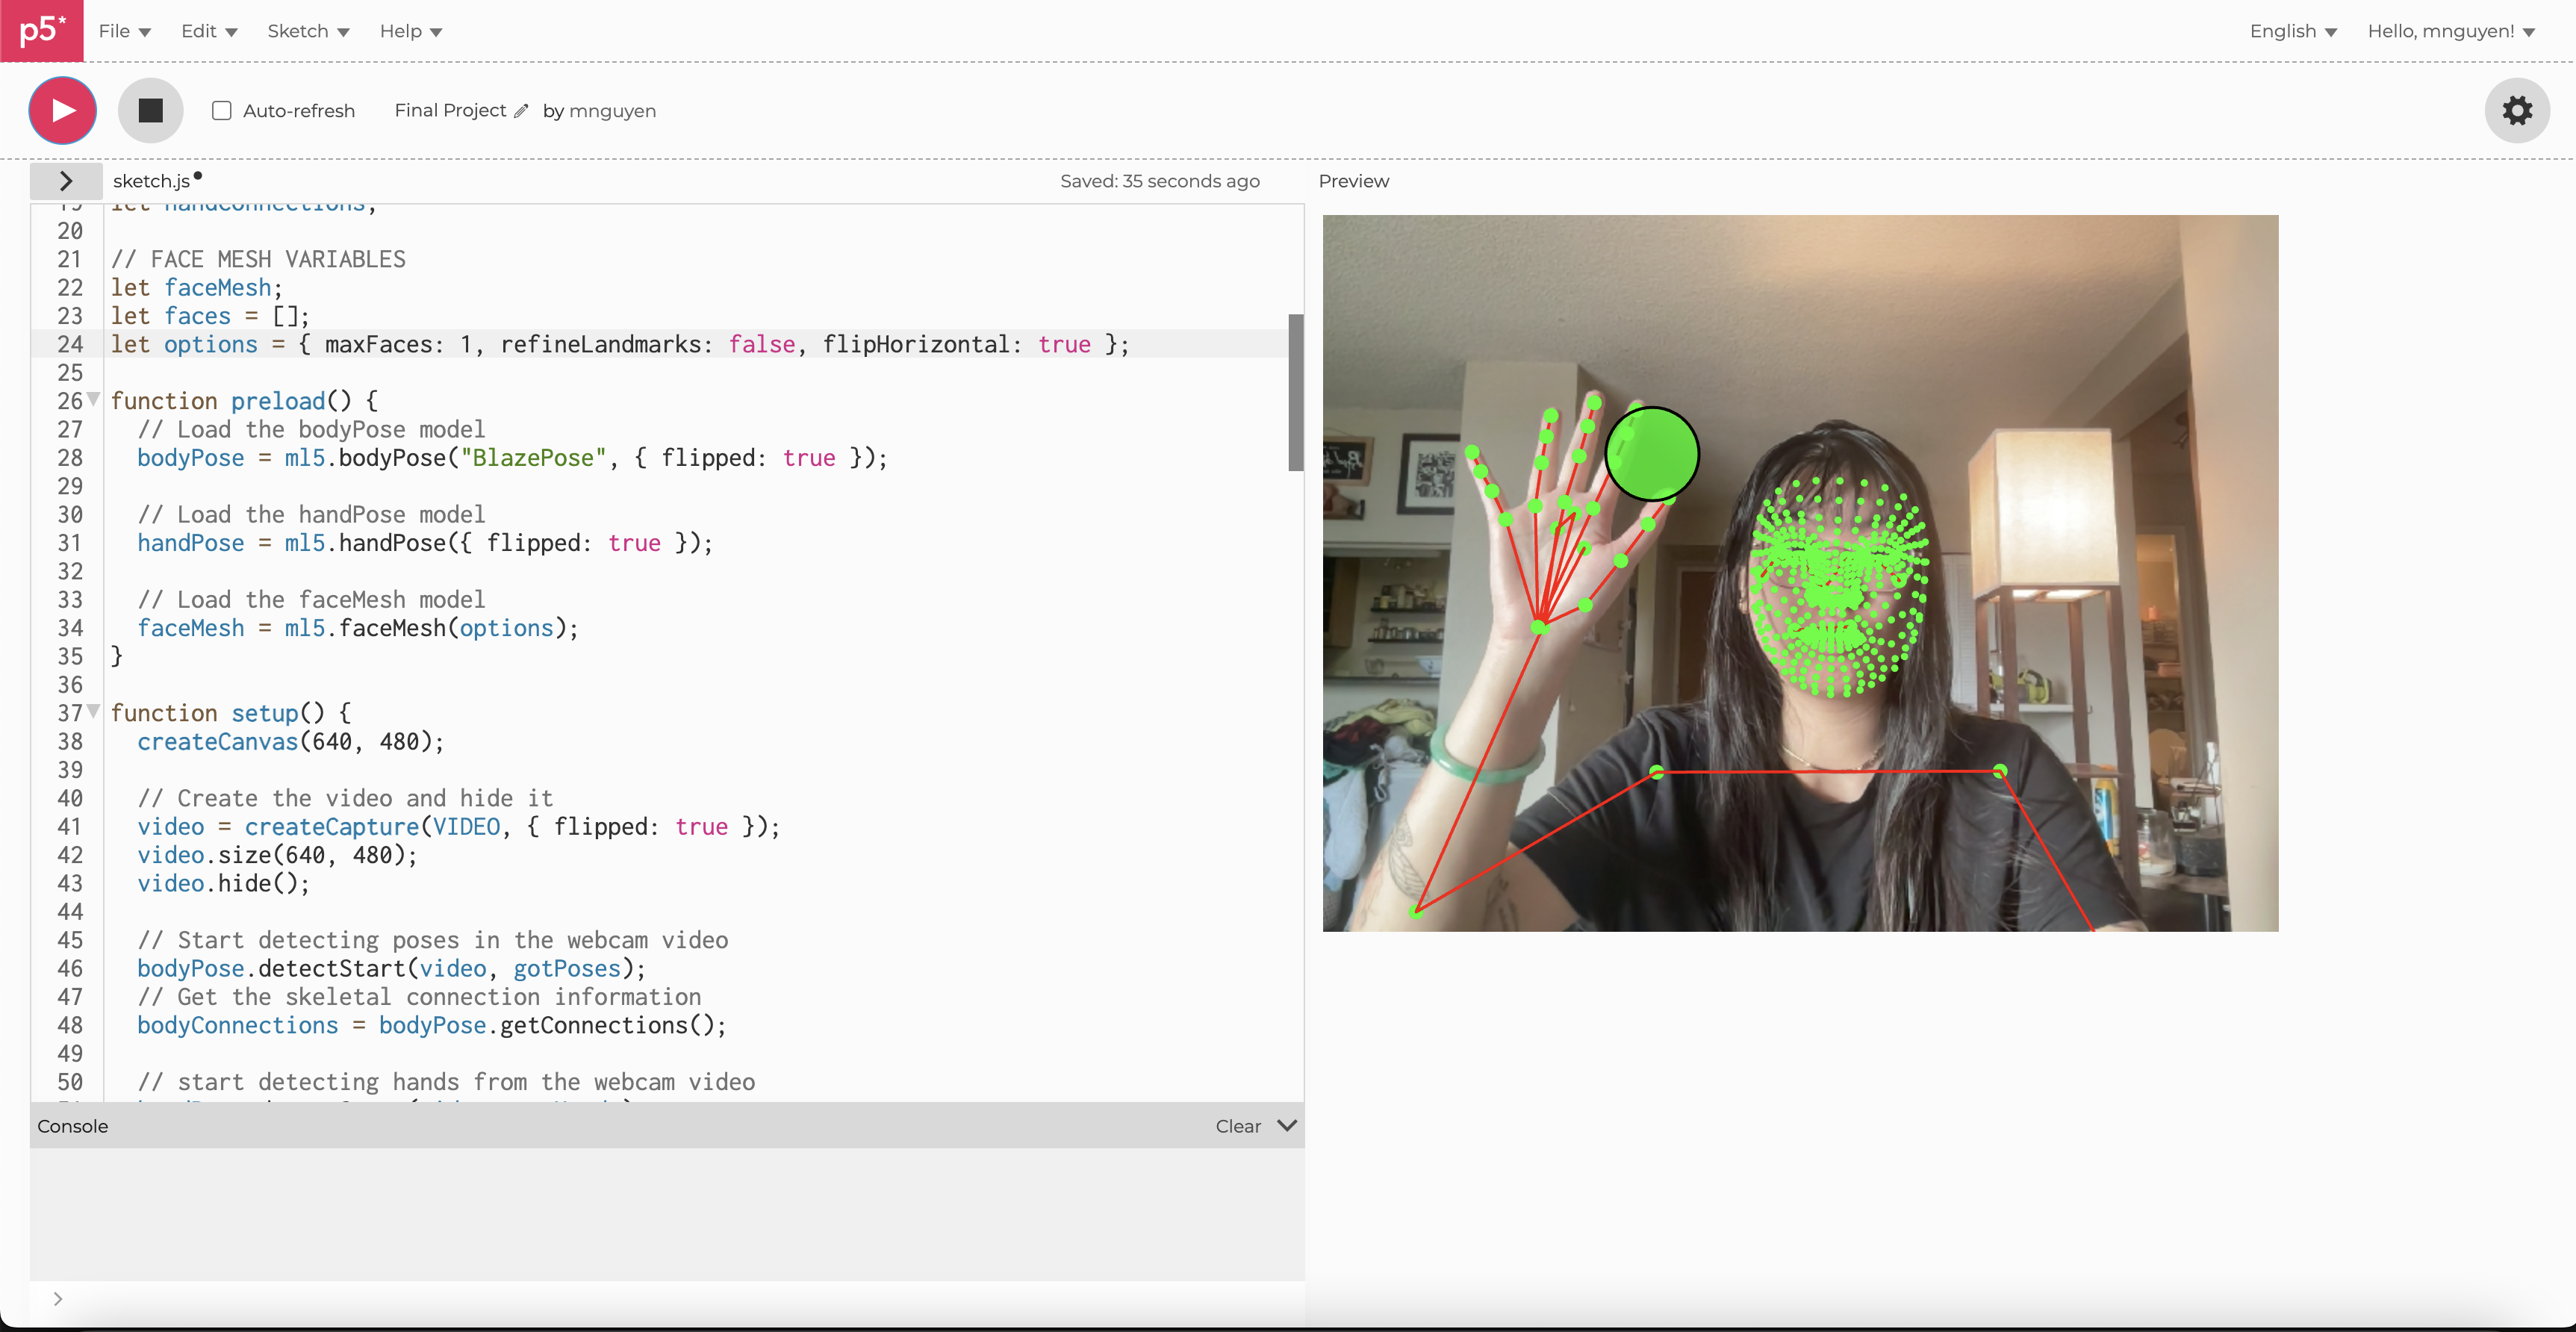 p5*
File Edit Sketch Help English Hello, mnguyen!
Auto-refresh Final Project by mnguyen
sketch.js Saved: 35 seconds ago Preview
19 let handConnections;
20
21 // FACE MESH VARIABLES
22 let faceMesh;
23 let faces = [];
24 let options = { maxFaces: 1, refineLandmarks: false, flipHorizontal: true };
25
26 function preload() {
27 // Load the bodyPose model
28 bodyPose = ml5.bodyPose("BlazePose", { flipped: true });
29
30 // Load the handPose model
31 handPose = ml5.handPose({ flipped: true });
32
33 // Load the faceMesh model
34 faceMesh = ml5.faceMesh(options);
35 }
36
37 function setup() {
38 createCanvas(640, 480);
39
40 // Create the video and hide it
41 video = createCapture(VIDEO, { flipped: true });
42 video.size(640, 480);
43 video.hide();
44
45 // Start detecting poses in the webcam video
46 bodyPose.detectStart(video, gotPoses);
47 // Get the skeletal connection information
48 bodyConnections = bodyPose.getConnections();
49
50 // start detecting hands from the webcam video
Console Clear
>